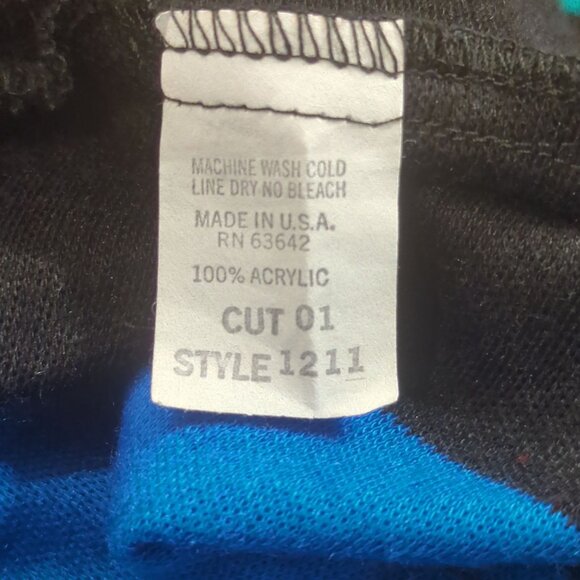 MACHINE WASH COLD
LINE DRY NO BLEACH
MADE IN U.S.A.
RN 63642
100% ACRYLIC
CUT 01
STYLE 1211